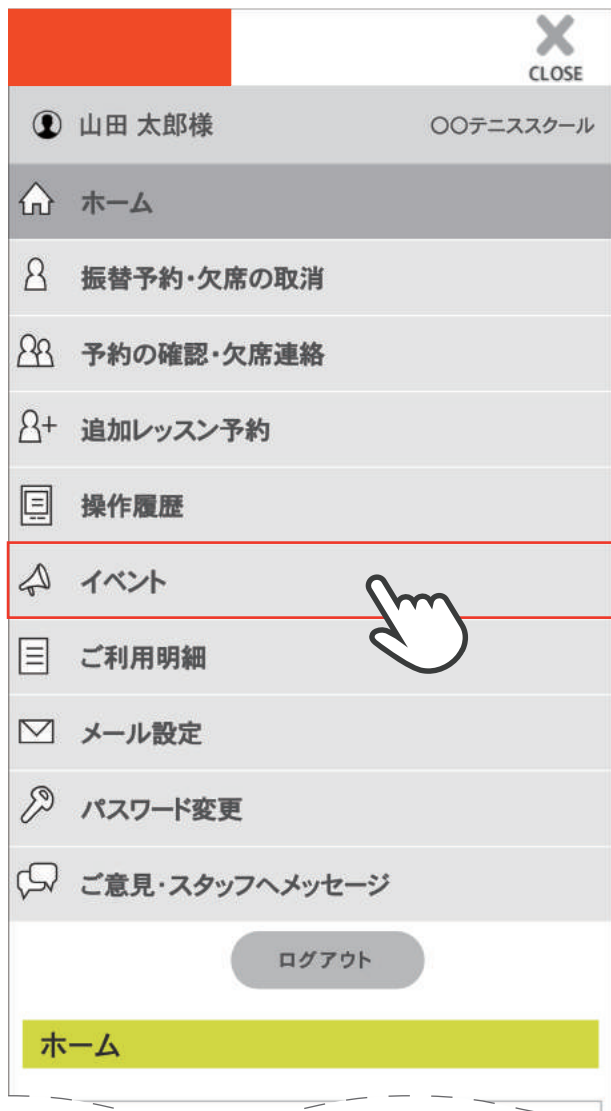 CLOSE
山田 太郎様 〇〇テニススクール
ホーム
振替予約・欠席の取消
予約の確認・欠席連絡
追加レッスン予約
操作履歴
イベント
ご利用明細
メール設定
パスワード変更
ご意見・スタッフへメッセージ
ログアウト
ホーム